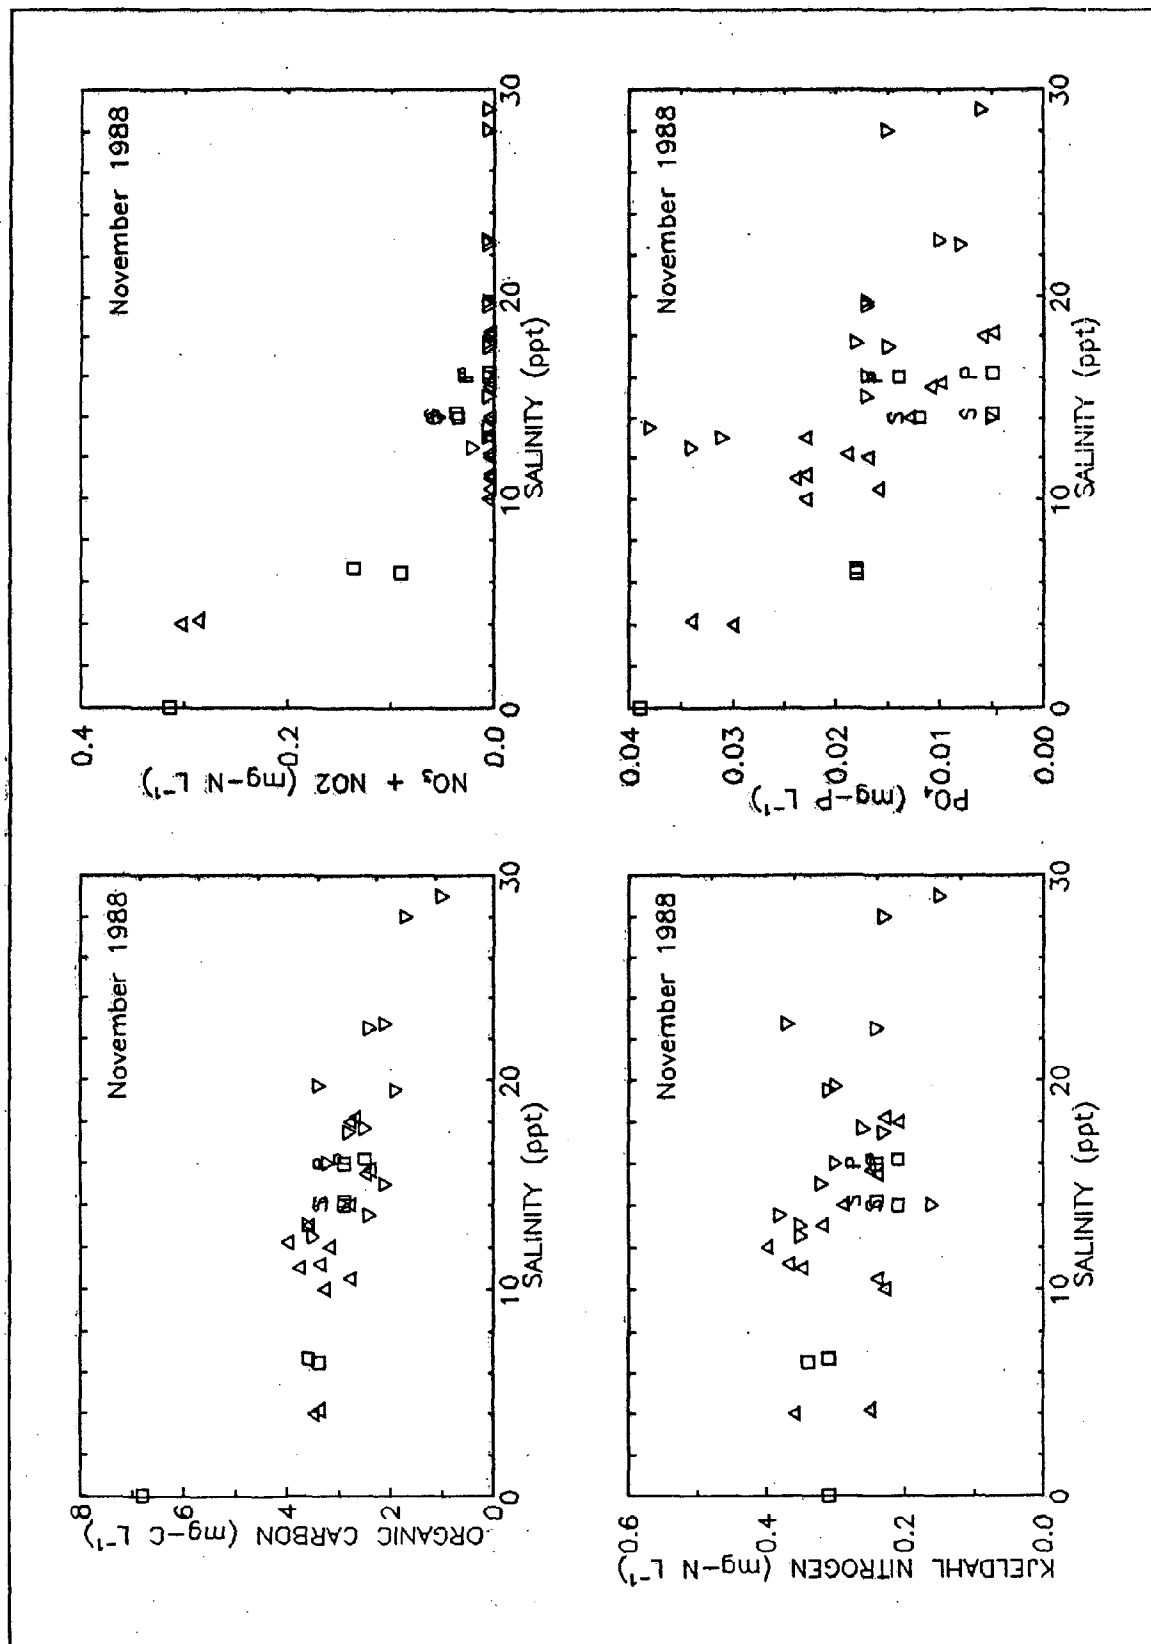 November 1988
ORGANIC CARBON (mg-C L⁻¹)
8
6
4
2
0
P
S
0 10 20 30
SALINITY (ppt)
November 1988
NO₃ + NO2 (mg-N L⁻¹)
0.4
0.2
0.0
0 10 20 30
SALINITY (ppt)
November 1988
KJELDAHL NITROGEN (mg-N L⁻¹)
0.6
0.4
0.2
0.0
S P
S
0 10 20 30
SALINITY (ppt)
November 1988
PO₄ (mg-P L⁻¹)
0.04
0.03
0.02
0.01
0.00
S P
S P
0 10 20 30
SALINITY (ppt)